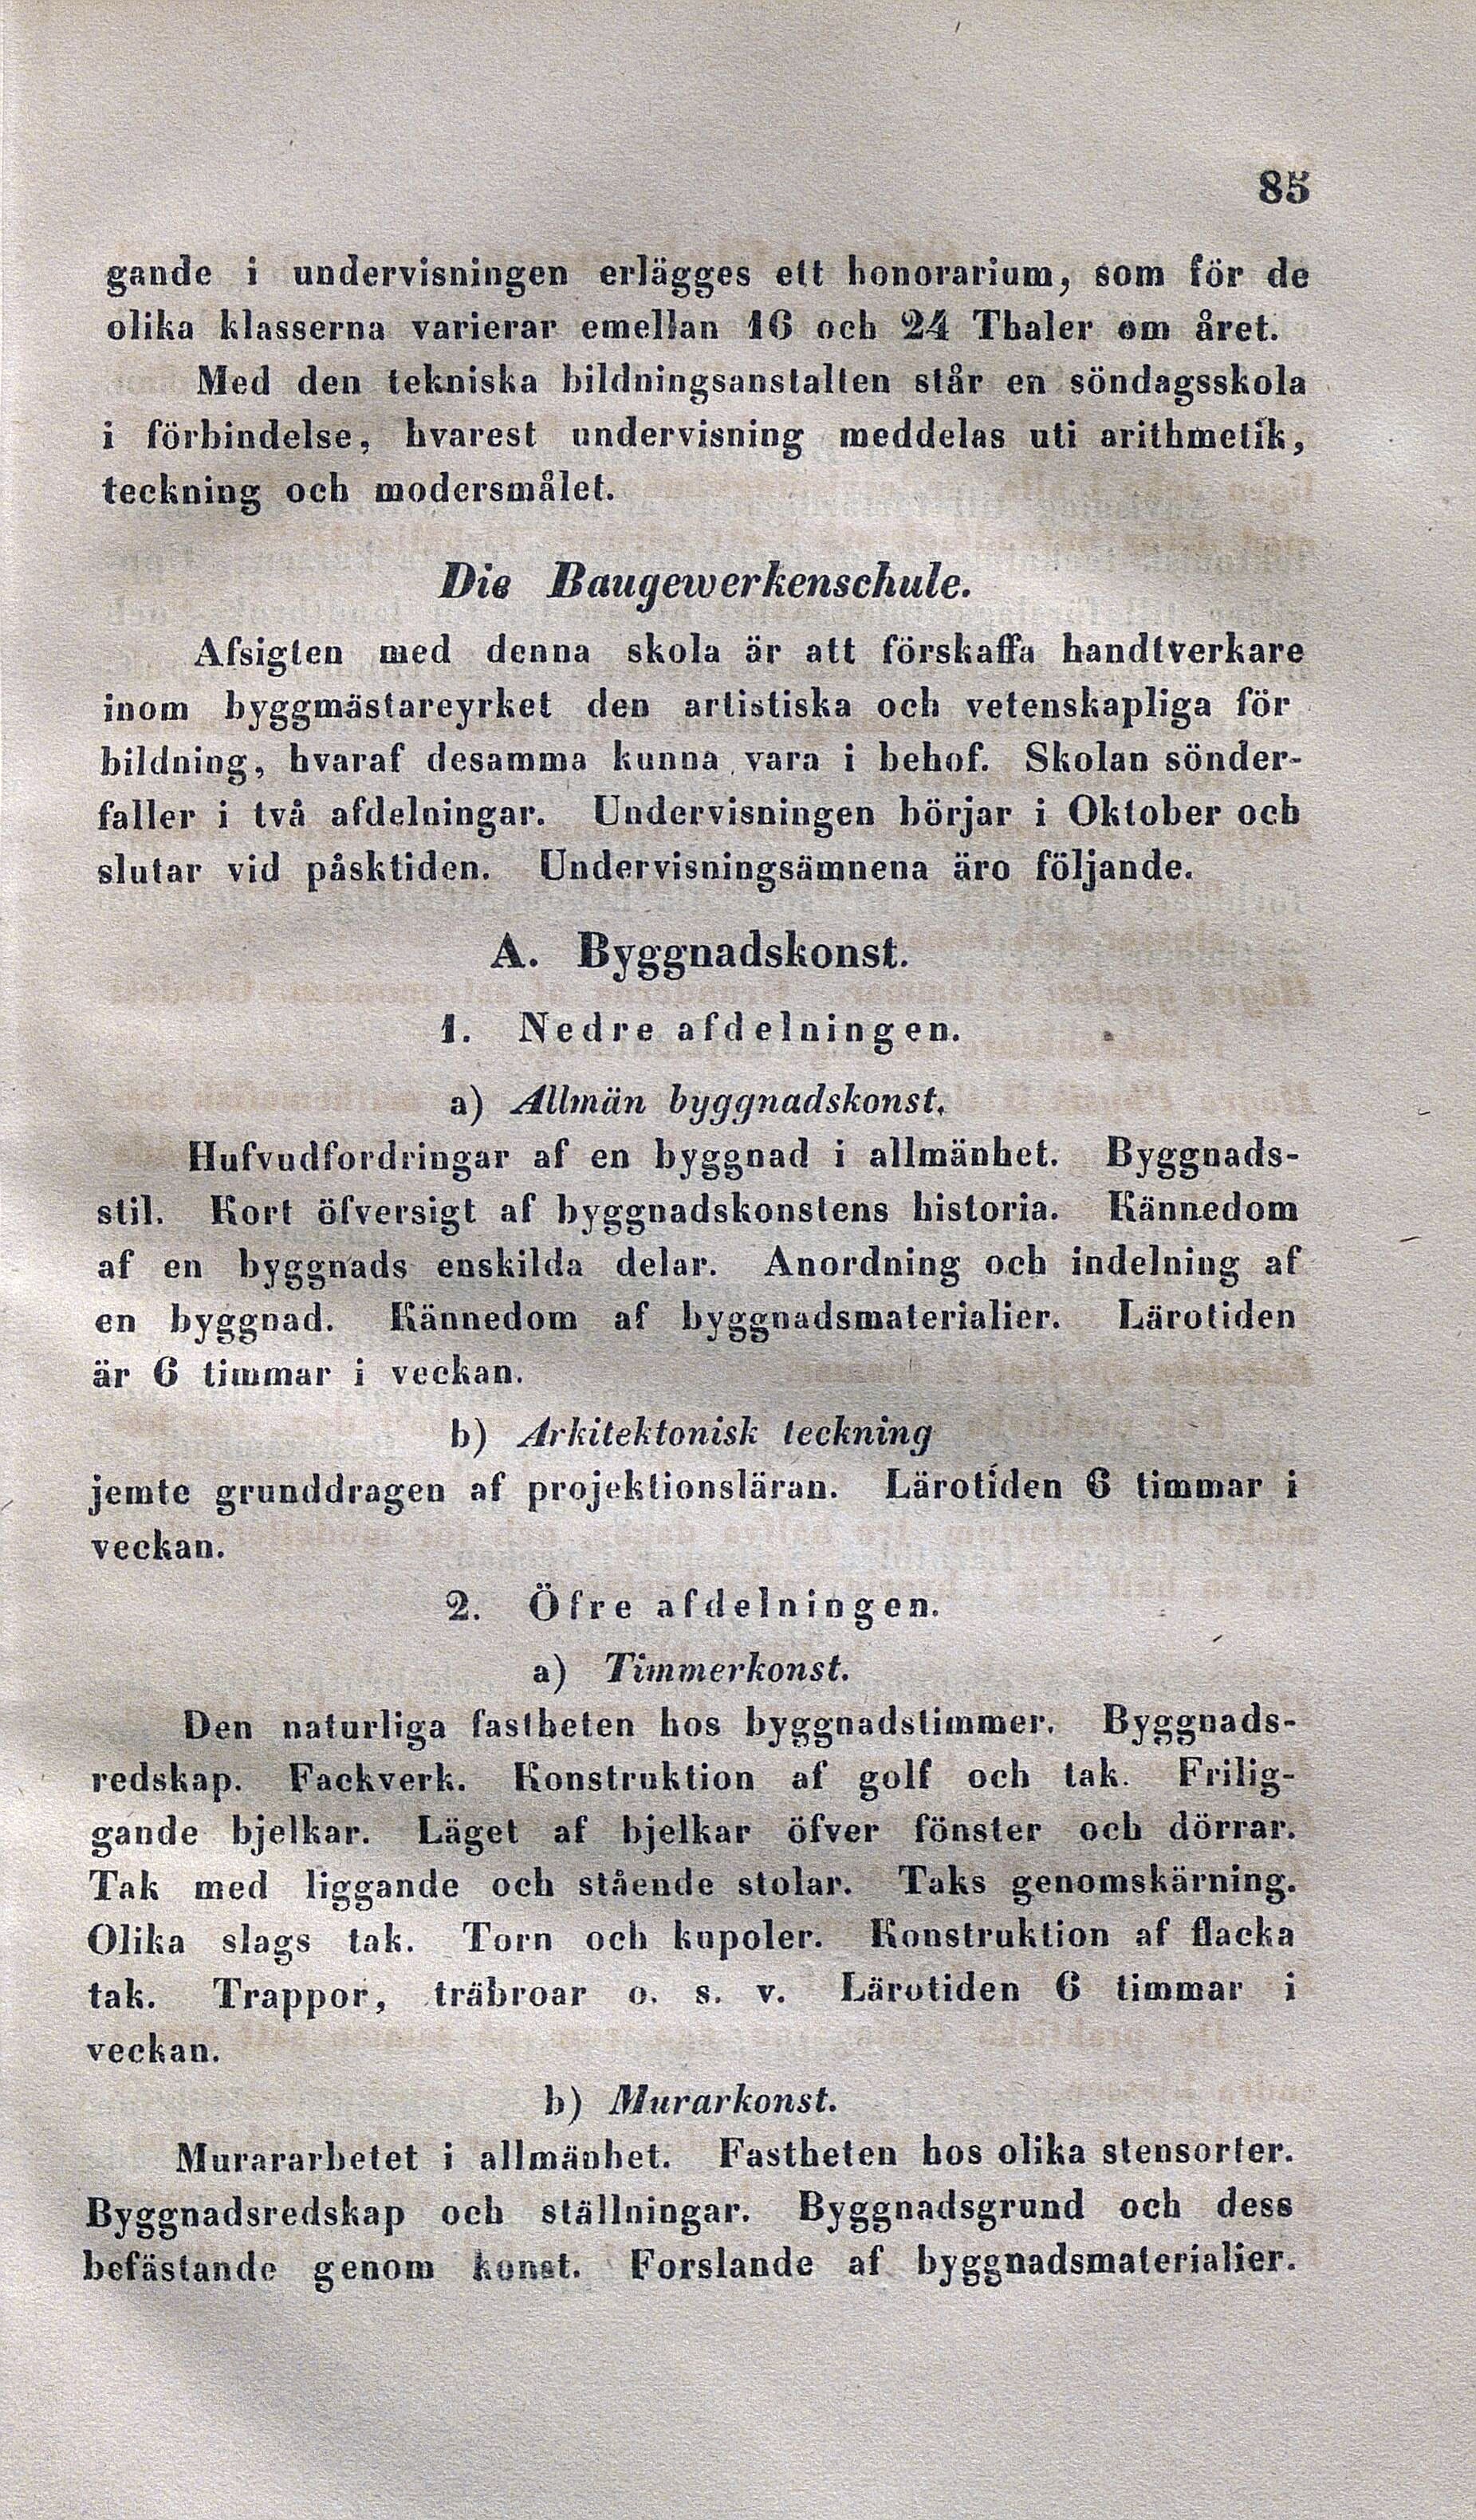 85
gande i undervisningen erlägges ett honorarium, som för de
olika klasserna varierar emellan 16 och 24 Thaler om året.
Med den tekniska bildningsanstalten står en söndagsskola
i förbindelse, hvarest undervisning meddelas uti arithmetik,
teckning och modersmålet.
Die Baugewerkenschule.
Afsigten med denna skola är att förskaffa handtverkare
inom byggmästareyrket den artistiska och vetenskapliga för
bildning, hvaraf desamma kunna vara i behof. Skolan sönder-
faller i två afdelningar. Undervisningen börjar i Oktober och
slutar vid påsktiden. Undervisningsämnena äro följande.
A. Byggnadskonst.
1. Nedre afdelningen.
a) Allmän byggnadskonst.
Hufvudfordringar af en byggnad i allmänhet. Byggnads-
stil. Kort öfversigt af byggnadskonstens historia. Kännedom
af en byggnads enskilda delar. Anordning och indelning af
en byggnad. Kännedom af byggnadsmaterialier. Lärotiden
är 6 timmar i veckan.
b) Arkitektonisk teckning
jemte grunddragen af projektionsläran. Lärotiden 6 timmar i
veckan.
2. Öfre afdelningen.
a) Timmerkonst.
Den naturliga fastheten hos byggnadstimmer. Byggnads-
redskap. Fackverk. Konstruktion af golf och tak. Frilig-
gande bjelkar. Läget af bjelkar öfver fönster och dörrar.
Tak med liggande och stående stolar. Taks genomskärning.
Olika slags tak. Torn och kupoler. Konstruktion af flacka
tak. Trappor, träbroar o. s. v. Lärotiden 6 timmar i
veckan.
b) Murarkonst.
Murararbetet i allmänhet. Fastheten hos olika stensorter.
Byggnadsredskap och ställningar. Byggnadsgrund och dess
befästande genom konst. Forslande af byggnadsmaterialier.